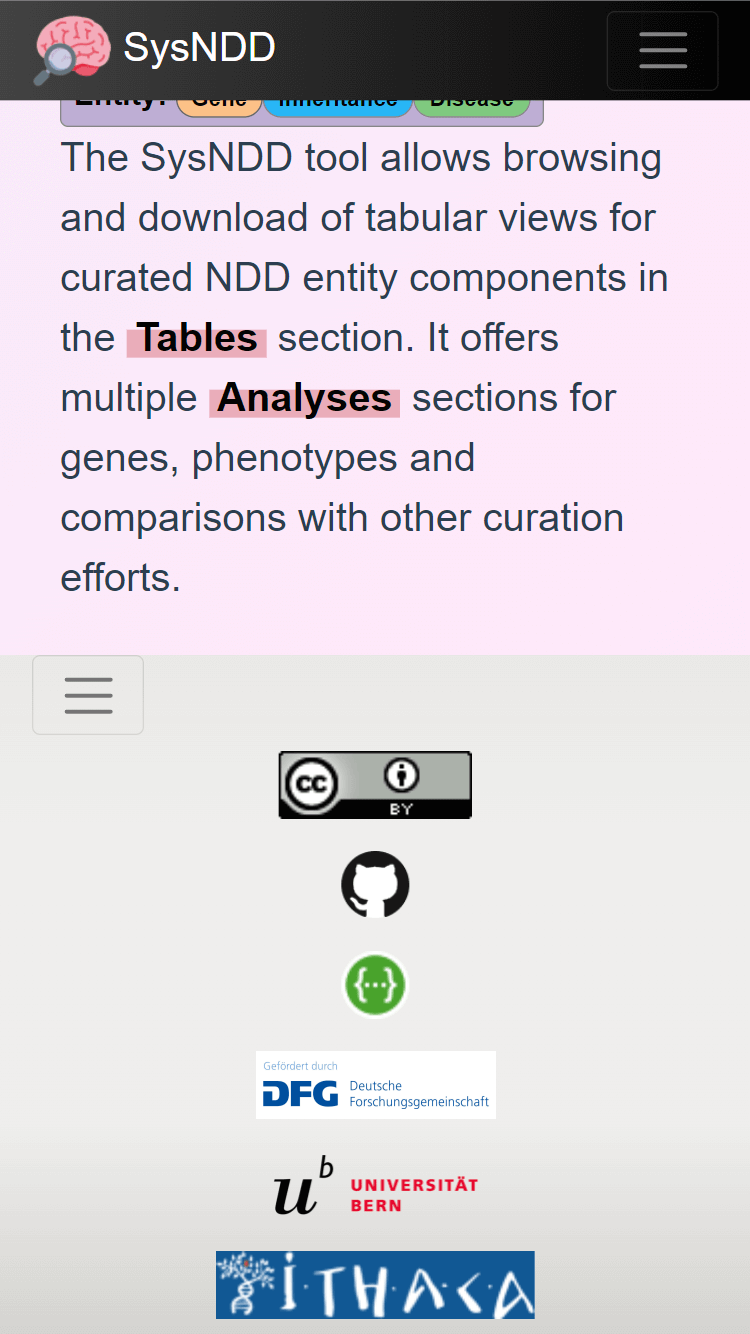 SysNDD
Entity: Gene Inheritance Disease
The SysNDD tool allows browsing
and download of tabular views for
curated NDD entity components in
the Tables section. It offers
multiple Analyses sections for
genes, phenotypes and
comparisons with other curation
efforts.
CC
BY
{···}
Gefördert durch
DFG Deutsche
Forschungsgemeinschaft
u b UNIVERSITÄT
BERN
I·T·H·A·C·A